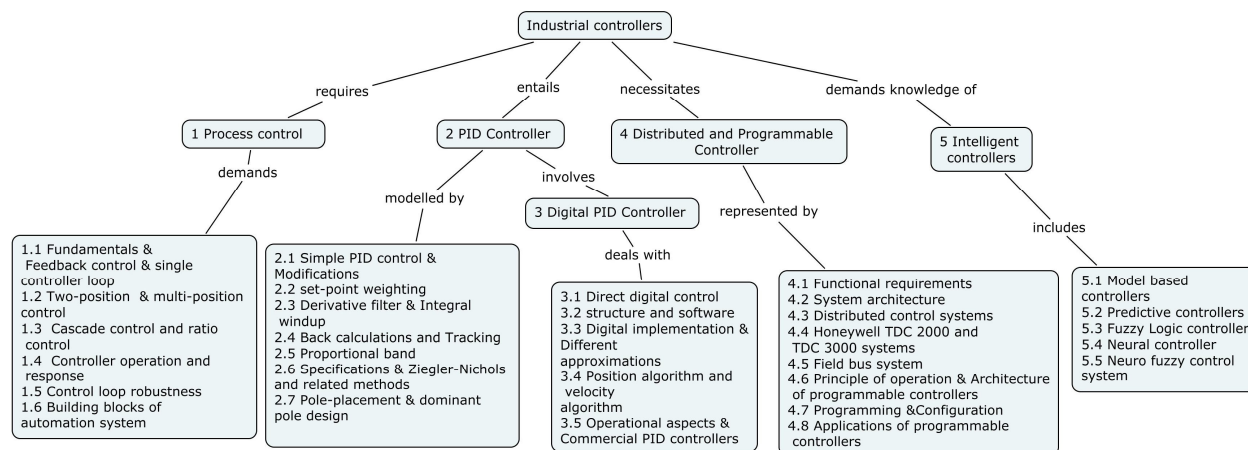 Industrial controllers
requires
entails
necessitates
demands knowledge of
1 Process control
2 PID Controller
4 Distributed and Programmable
Controller
5 Intelligent
controllers
demands
modelled by
involves
3 Digital PID Controller
represented by
includes
deals with
1.1 Fundamentals &
Feedback control & single
controller loop
1.2 Two-position & multi-position
control
1.3 Cascade control and ratio
control
1.4 Controller operation and
response
1.5 Control loop robustness
1.6 Building blocks of
automation system
2.1 Simple PID control &
Modifications
2.2 set-point weighting
2.3 Derivative filter & Integral
windup
2.4 Back calculations and Tracking
2.5 Proportional band
2.6 Specifications & Ziegler-Nichols
and related methods
2.7 Pole-placement & dominant
pole design
3.1 Direct digital control
3.2 structure and software
3.3 Digital implementation &
Different
approximations
3.4 Position algorithm and
velocity
algorithm
3.5 Operational aspects &
Commercial PID controllers
4.1 Functional requirements
4.2 System architecture
4.3 Distributed control systems
4.4 Honeywell TDC 2000 and
TDC 3000 systems
4.5 Field bus system
4.6 Principle of operation & Architecture
of programmable controllers
4.7 Programming &Configuration
4.8 Applications of programmable
controllers
5.1 Model based
controllers
5.2 Predictive controllers
5.3 Fuzzy Logic controller
5.4 Neural controller
5.5 Neuro fuzzy control
system